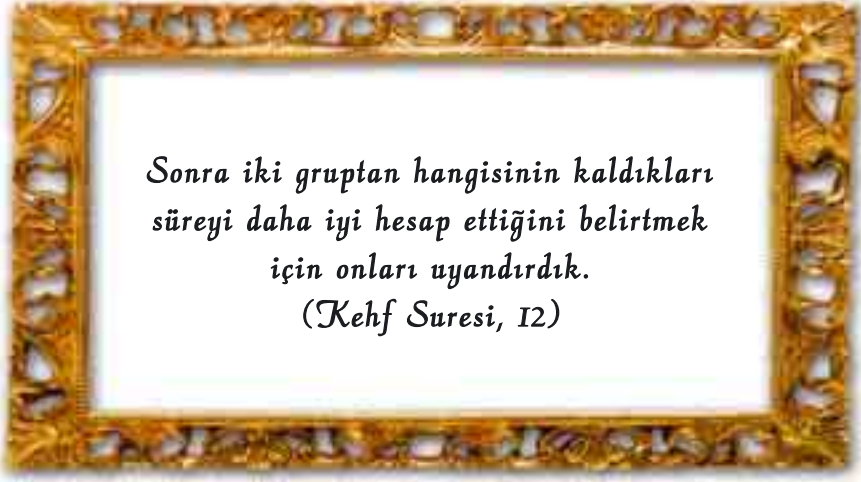 Sonra iki gruptan hangisinin kaldıkları
süreyi daha iyi hesap ettiğini belirtmek
için onları uyandırdık.
(Kehf Suresi, 12)